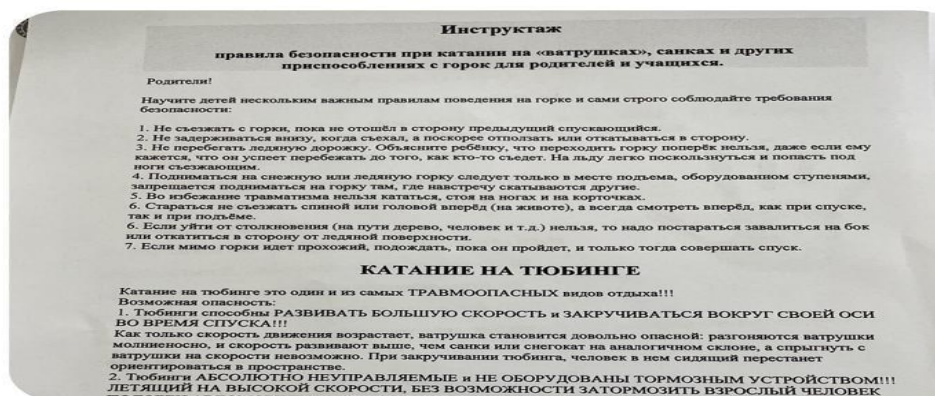 Инструктаж
правила безопасности при катании на «ватрушках», санках и других
приспособлениях с горок для родителей и учащихся.
Родители!
Научите детей нескольким важным правилам поведения на горке и сами строго соблюдайте требования
безопасности:
1. Не съезжать с горки, пока не отошёл в сторону предыдущий спускающийся.
2. Не задерживаться внизу, когда съехал, а поскорее отползать или откатываться в сторону.
3. Не перебегать ледяную дорожку. Объясните ребёнку, что переходить горку поперёк нельзя, даже если ему
кажется, что он успеет перебежать до того, как кто-то съедет. На льду легко поскользнуться и попасть под
ноги съезжающим.
4. Подниматься на снежную или ледяную горку следует только в месте подъема, оборудованном ступенями,
запрещается подниматься на горку там, где навстречу скатываются другие.
5. Во избежание травматизма нельзя кататься, стоя на ногах и на корточках.
6. Стараться не съезжать спиной или головой вперёд (на животе), а всегда смотреть вперёд, как при спуске,
так и при подъёме.
6. Если уйти от столкновения (на пути дерево, человек и т.д.) нельзя, то надо постараться завалиться на бок
или откатиться в сторону от ледяной поверхности.
7. Если мимо горки идет прохожий, подождать, пока он пройдет, и только тогда совершать спуск.
КАТАНИЕ НА ТЮБИНГЕ
Катание на тюбинге это один и из самых ТРАВМООПАСНЫХ видов отдыха!!!
Возможная опасность:
1. Тюбинги способны РАЗВИВАТЬ БОЛЬШУЮ СКОРОСТЬ и ЗАКРУЧИВАТЬСЯ ВОКРУГ СВОЕЙ ОСИ
ВО ВРЕМЯ СПУСКА!!!
Как только скорость движения возрастает, ватрушка становится довольно опасной: разгоняются ватрушки
молниеносно, и скорость развивают выше, чем санки или снегокат на аналогичном склоне, а спрыгнуть с
ватрушки на скорости невозможно. При закручивании тюбинга, человек в нем сидящий перестанет
ориентироваться в пространстве.
2. Тюбинги АБСОЛЮТНО НЕУПРАВЛЯЕМЫЕ и НЕ ОБОРУДОВАНЫ ТОРМОЗНЫМ УСТРОЙСТВОМ!!!
ЛЕТЯЩИЙ НА ВЫСОКОЙ СКОРОСТИ, БЕЗ ВОЗМОЖНОСТИ ЗАТОРМОЗИТЬ ВЗРОСЛЫЙ ЧЕЛОВЕК